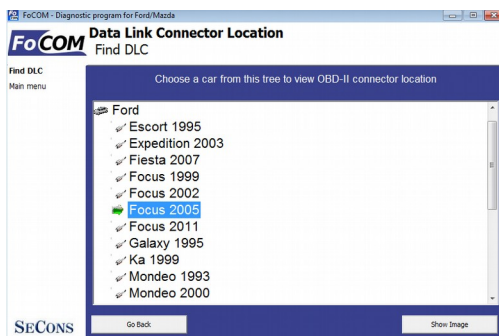 FoCOM - Diagnostic program for Ford/Mazda
FoCOM
Data Link Connector Location
Find DLC
Find DLC
Main menu
Choose a car from this tree to view OBD-II connector location
Ford
Escort 1995
Expedition 2003
Fiesta 2007
Focus 1999
Focus 2002
Focus 2005
Focus 2011
Galaxy 1995
Ka 1999
Mondeo 1993
Mondeo 2000
SECONS
Go Back
Show Image